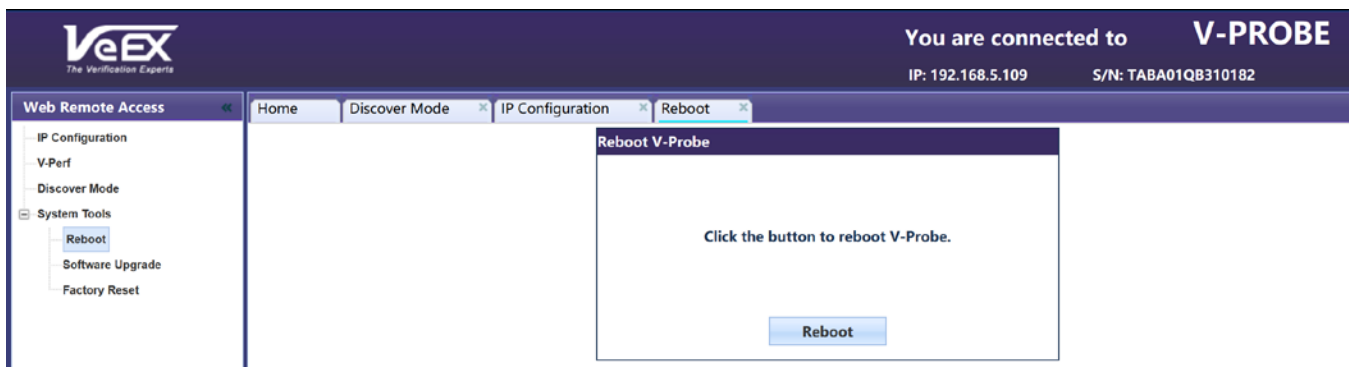 VeEX
The Verification Experts
You are connected to V-PROBE
IP: 192.168.5.109 S/N: TABA01QB310182
Web Remote Access «
Home
Discover Mode ×
IP Configuration ×
Reboot ×
IP Configuration
V-Perf
Discover Mode
System Tools
Reboot
Software Upgrade
Factory Reset
Reboot V-Probe
Click the button to reboot V-Probe.
Reboot